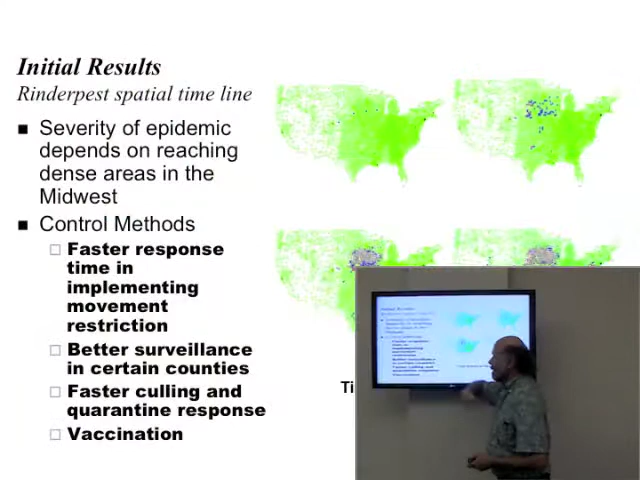 Initial Results
Rinderpest spatial time line
Severity of epidemic
depends on reaching
dense areas in the
Midwest
Control Methods
Faster response
time in
implementing
movement
restriction
Better surveillance
in certain counties
Faster culling and
quarantine response
Vaccination
Ti